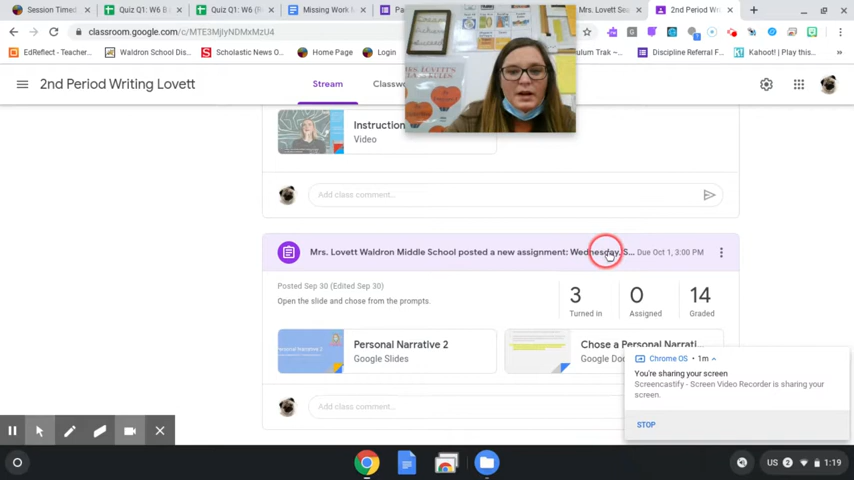 Session Timed
Quiz Q1: W6 B
Quiz Q1: W6 (P
Missing Work
Pa
Mrs. Lovett Sea
2nd Period Wri
classroom.google.com/c/MTE3MjIyNDMxMzU4
EdReflect - Teacher...
Waldron School Dis...
Scholastic News O...
Home Page
Login
ulum Trak ~...
Discipline Referral F...
Kahoot! | Play this...
2nd Period Writing Lovett
Stream
Classwo
Instruction
Video
Add class comment...
Mrs. Lovett Waldron Middle School posted a new assignment: Wednesday, S...
Due Oct 1, 3:00 PM
Posted Sep 30 (Edited Sep 30)
Open the slide and chose from the prompts.
3
Turned in
0
Assigned
14
Graded
Personal Narrative 2
Google Slides
Chose a Personal Narrati...
Google Doc
Add class comment...
Chrome OS • 1m
You're sharing your screen
Screencastify - Screen Video Recorder is sharing your
screen.
STOP
US 2 1:19